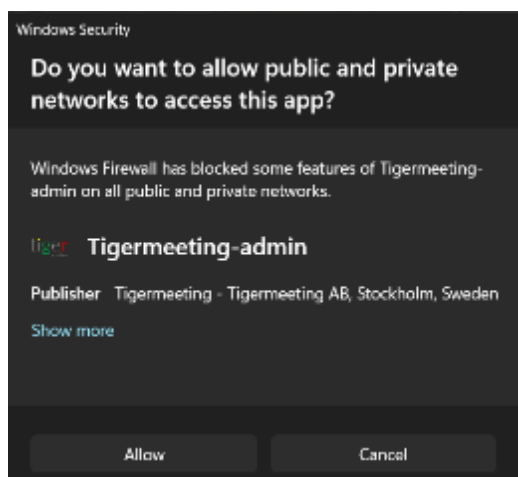 Windows Security
Do you want to allow public and private
networks to access this app?
Windows Firewall has blocked some features of Tigermeeting-
admin on all public and private networks.
tiger Tigermeeting-admin
Publisher Tigermeeting - Tigermeeting AB, Stockholm, Sweden
Show more
Allow Cancel